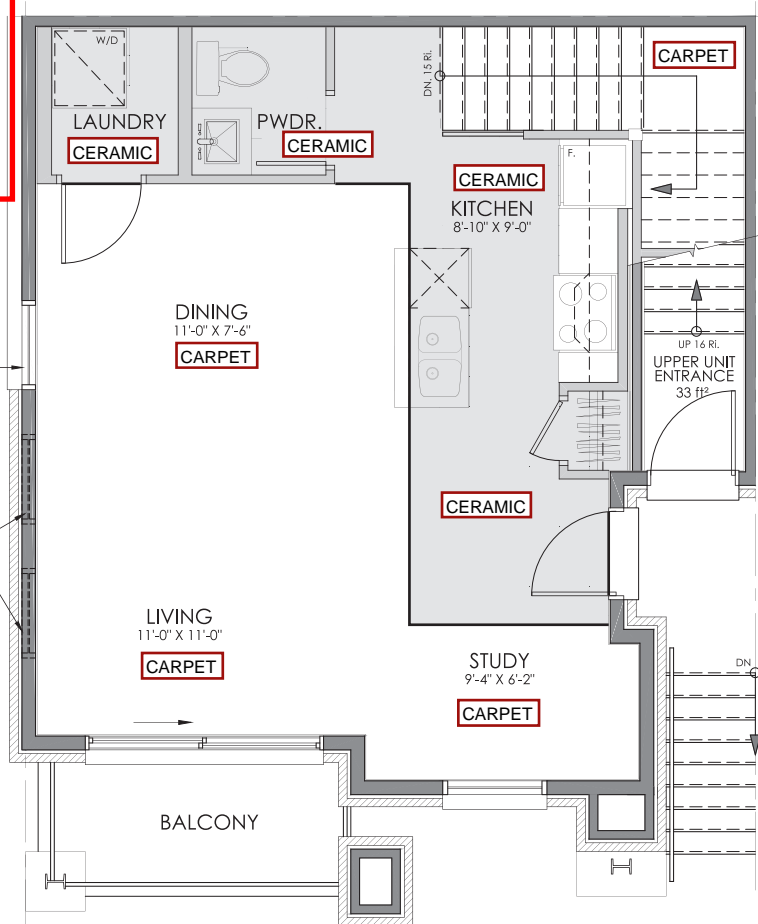 W/D
LAUNDRY
CERAMIC
PWDR.
CERAMIC
DN. 15 Ri.
CARPET
CERAMIC
KITCHEN
8'-10" X 9'-0"
F.
DINING
11'-0" X 7'-6"
CARPET
UP 16 Ri.
UPPER UNIT
ENTRANCE
33 ft²
CERAMIC
LIVING
11'-0" X 11'-0"
CARPET
STUDY
9'-4" X 6'-2"
CARPET
DN
BALCONY